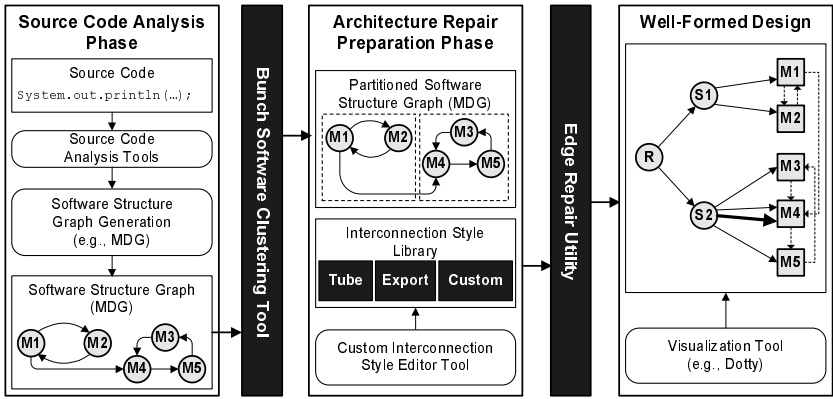 Source Code Analysis
Phase
Source Code
System.out.println(…);
Source Code
Analysis Tools
Software Structure
Graph Generation
(e.g., MDG)
Software Structure Graph
(MDG)
M1
M2
M3
M4
M5
Bunch Software Clustering Tool
Architecture Repair
Preparation Phase
Partitioned Software
Structure Graph (MDG)
M1
M2
M3
M4
M5
Interconnection Style
Library
Tube
Export
Custom
Custom Interconnection
Style Editor Tool
Edge Repair Utility
Well-Formed Design
R
S1
S2
M1
M2
M3
M4
M5
Visualization Tool
(e.g., Dotty)